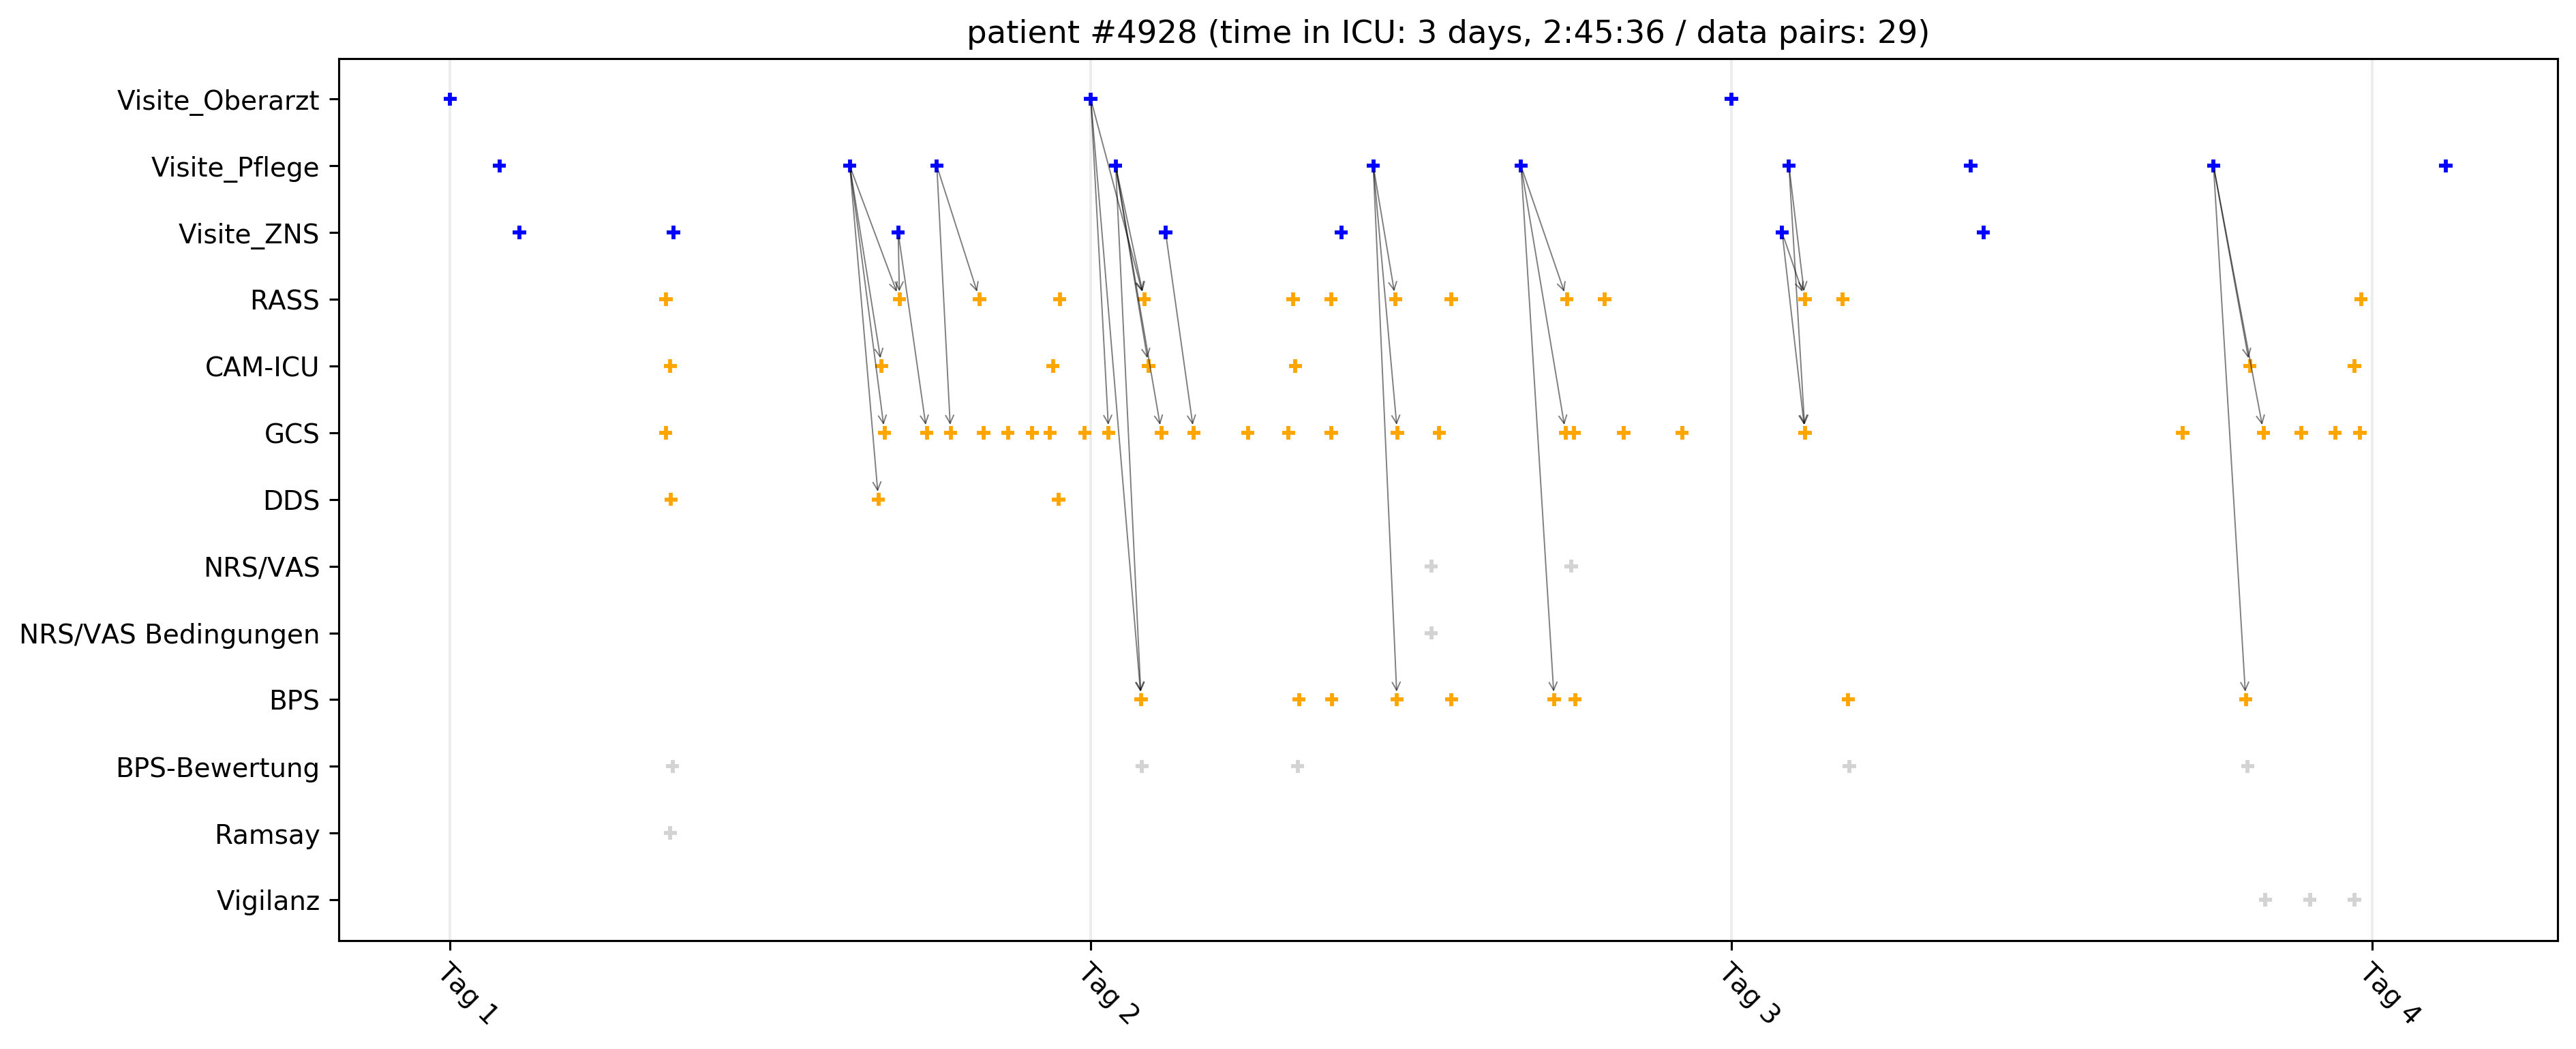 patient #4928 (time in ICU: 3 days, 2:45:36 / data pairs: 29)
Visite_Oberarzt
Visite_Pflege
Visite_ZNS
RASS
CAM-ICU
GCS
DDS
NRS/VAS
NRS/VAS Bedingungen
BPS
BPS-Bewertung
Ramsay
Vigilanz
Tag 1
Tag 2
Tag 3
Tag 4